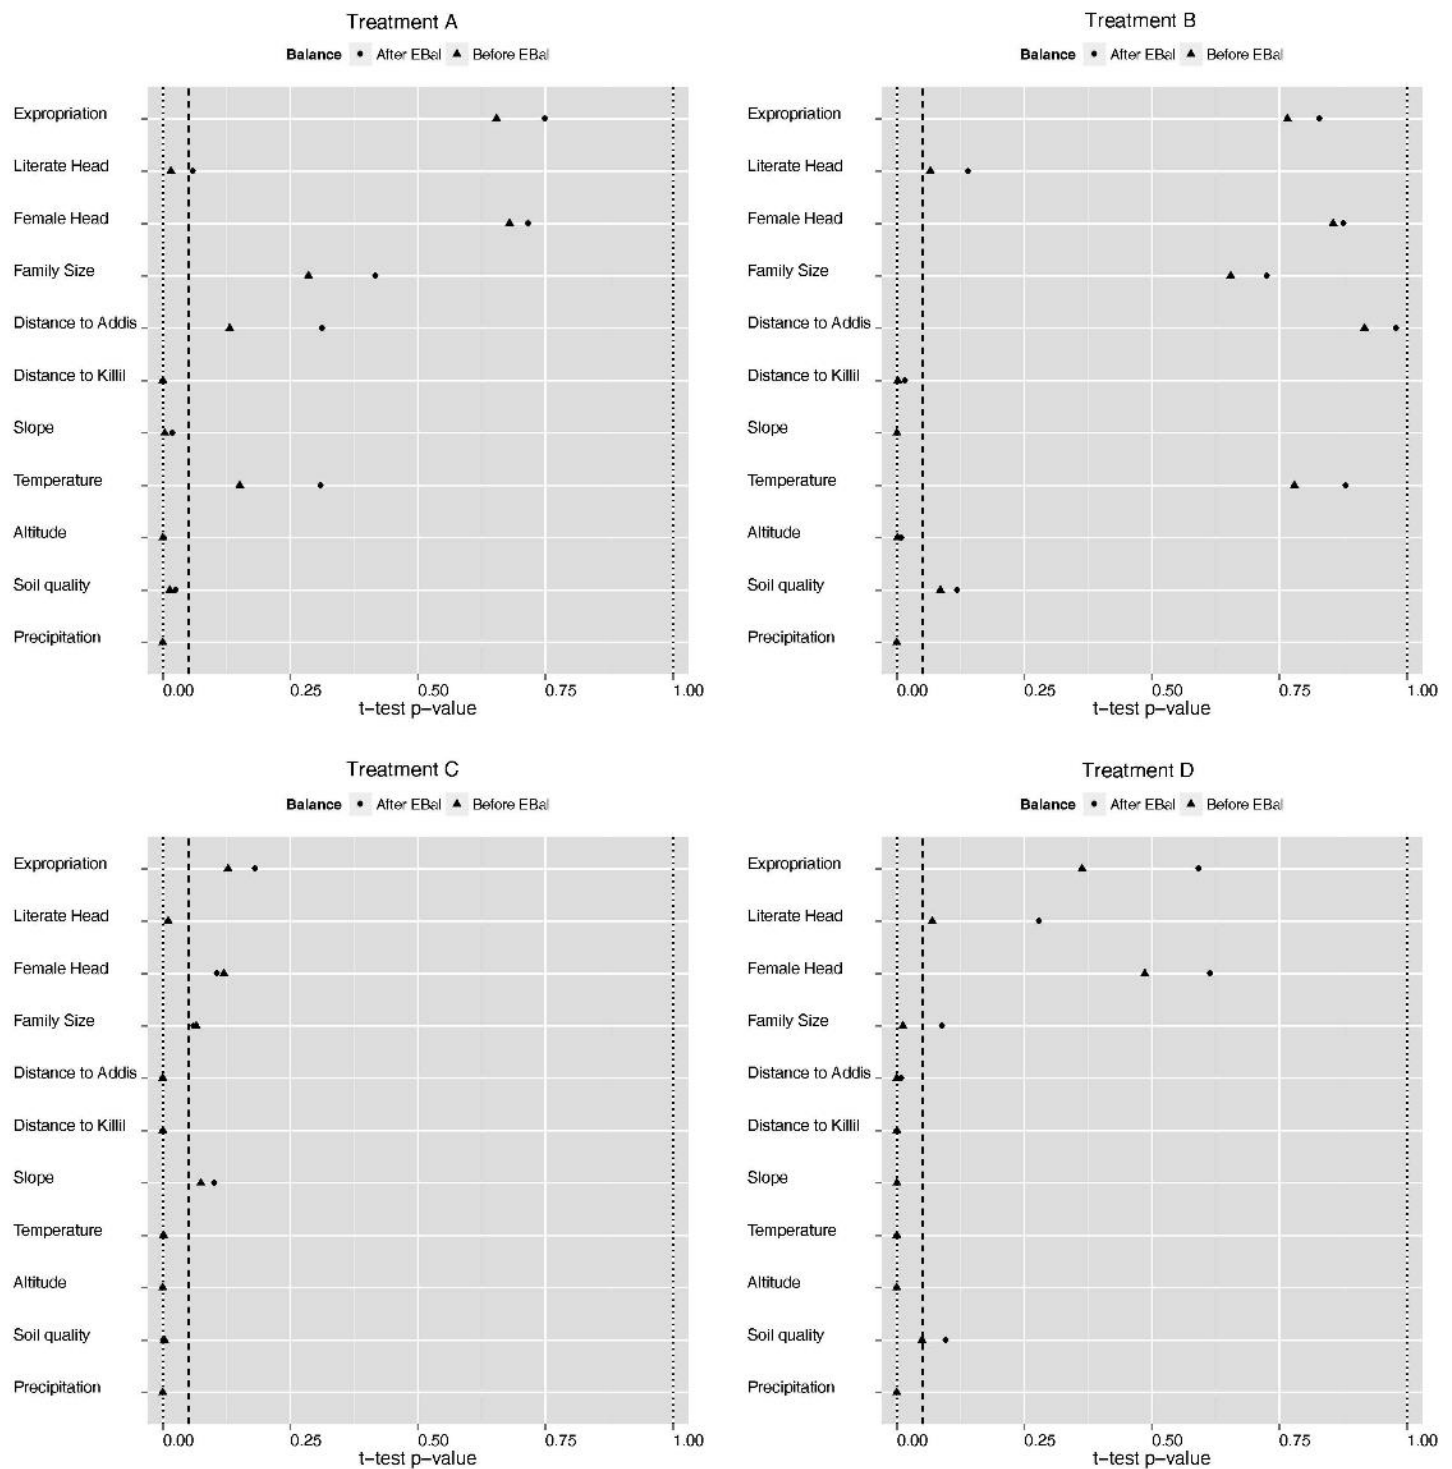 Treatment A
Balance After EBal Before EBal
Expropriation
Literate Head
Female Head
Family Size
Distance to Addis
Distance to Killil
Slope
Temperature
Altitude
Soil quality
Precipitation
0.00 0.25 0.50 0.75 1.00
t-test p-value
Treatment B
Balance After EBal Before EBal
Expropriation
Literate Head
Female Head
Family Size
Distance to Addis
Distance to Killil
Slope
Temperature
Altitude
Soil quality
Precipitation
0.00 0.25 0.50 0.75 1.00
t-test p-value
Treatment C
Balance After EBal Before EBal
Expropriation
Literate Head
Female Head
Family Size
Distance to Addis
Distance to Killil
Slope
Temperature
Altitude
Soil quality
Precipitation
0.00 0.25 0.50 0.75 1.00
t-test p-value
Treatment D
Balance After EBal Before EBal
Expropriation
Literate Head
Female Head
Family Size
Distance to Addis
Distance to Killil
Slope
Temperature
Altitude
Soil quality
Precipitation
0.00 0.25 0.50 0.75 1.00
t-test p-value